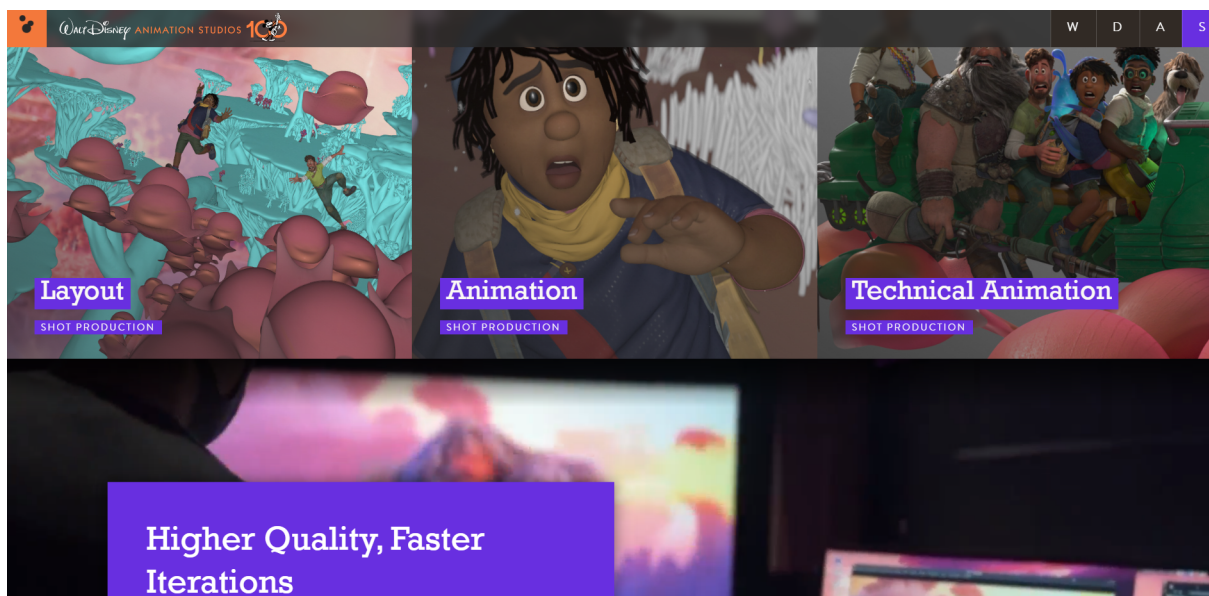 WALT DISNEY ANIMATION STUDIOS 100
W D A S
Layout
SHOT PRODUCTION
Animation
SHOT PRODUCTION
Technical Animation
SHOT PRODUCTION
Higher Quality, Faster
Iterations